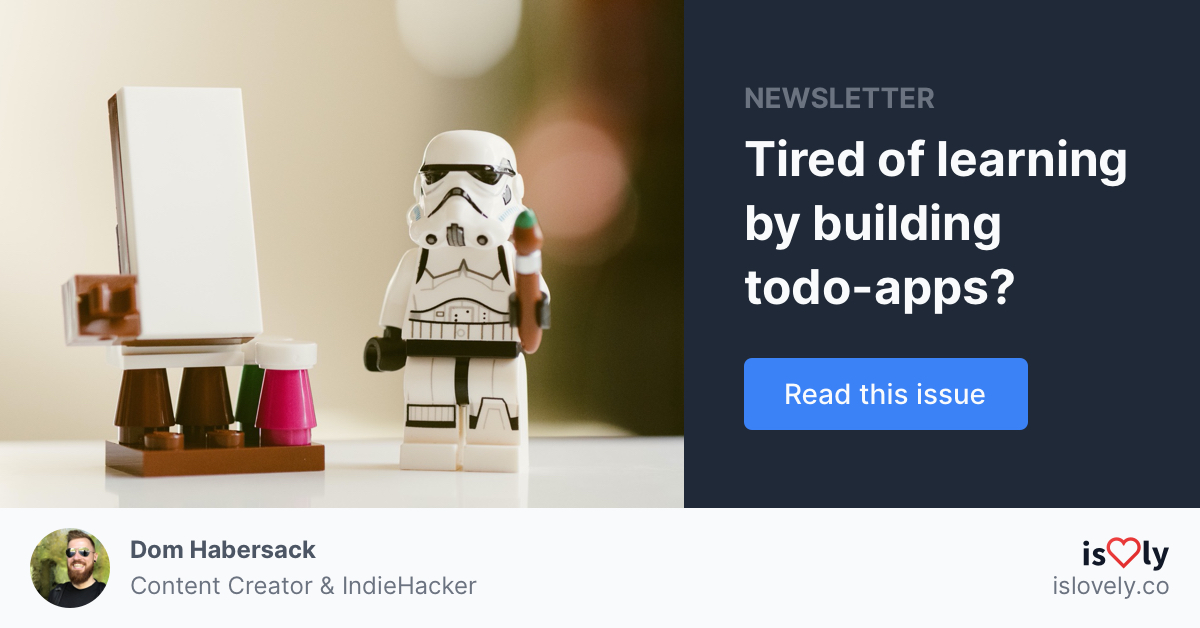 NEWSLETTER
Tired of learning
by building
todo-apps?
Read this issue
Dom Habersack
Content Creator & IndieHacker
is♡ly
islovely.co